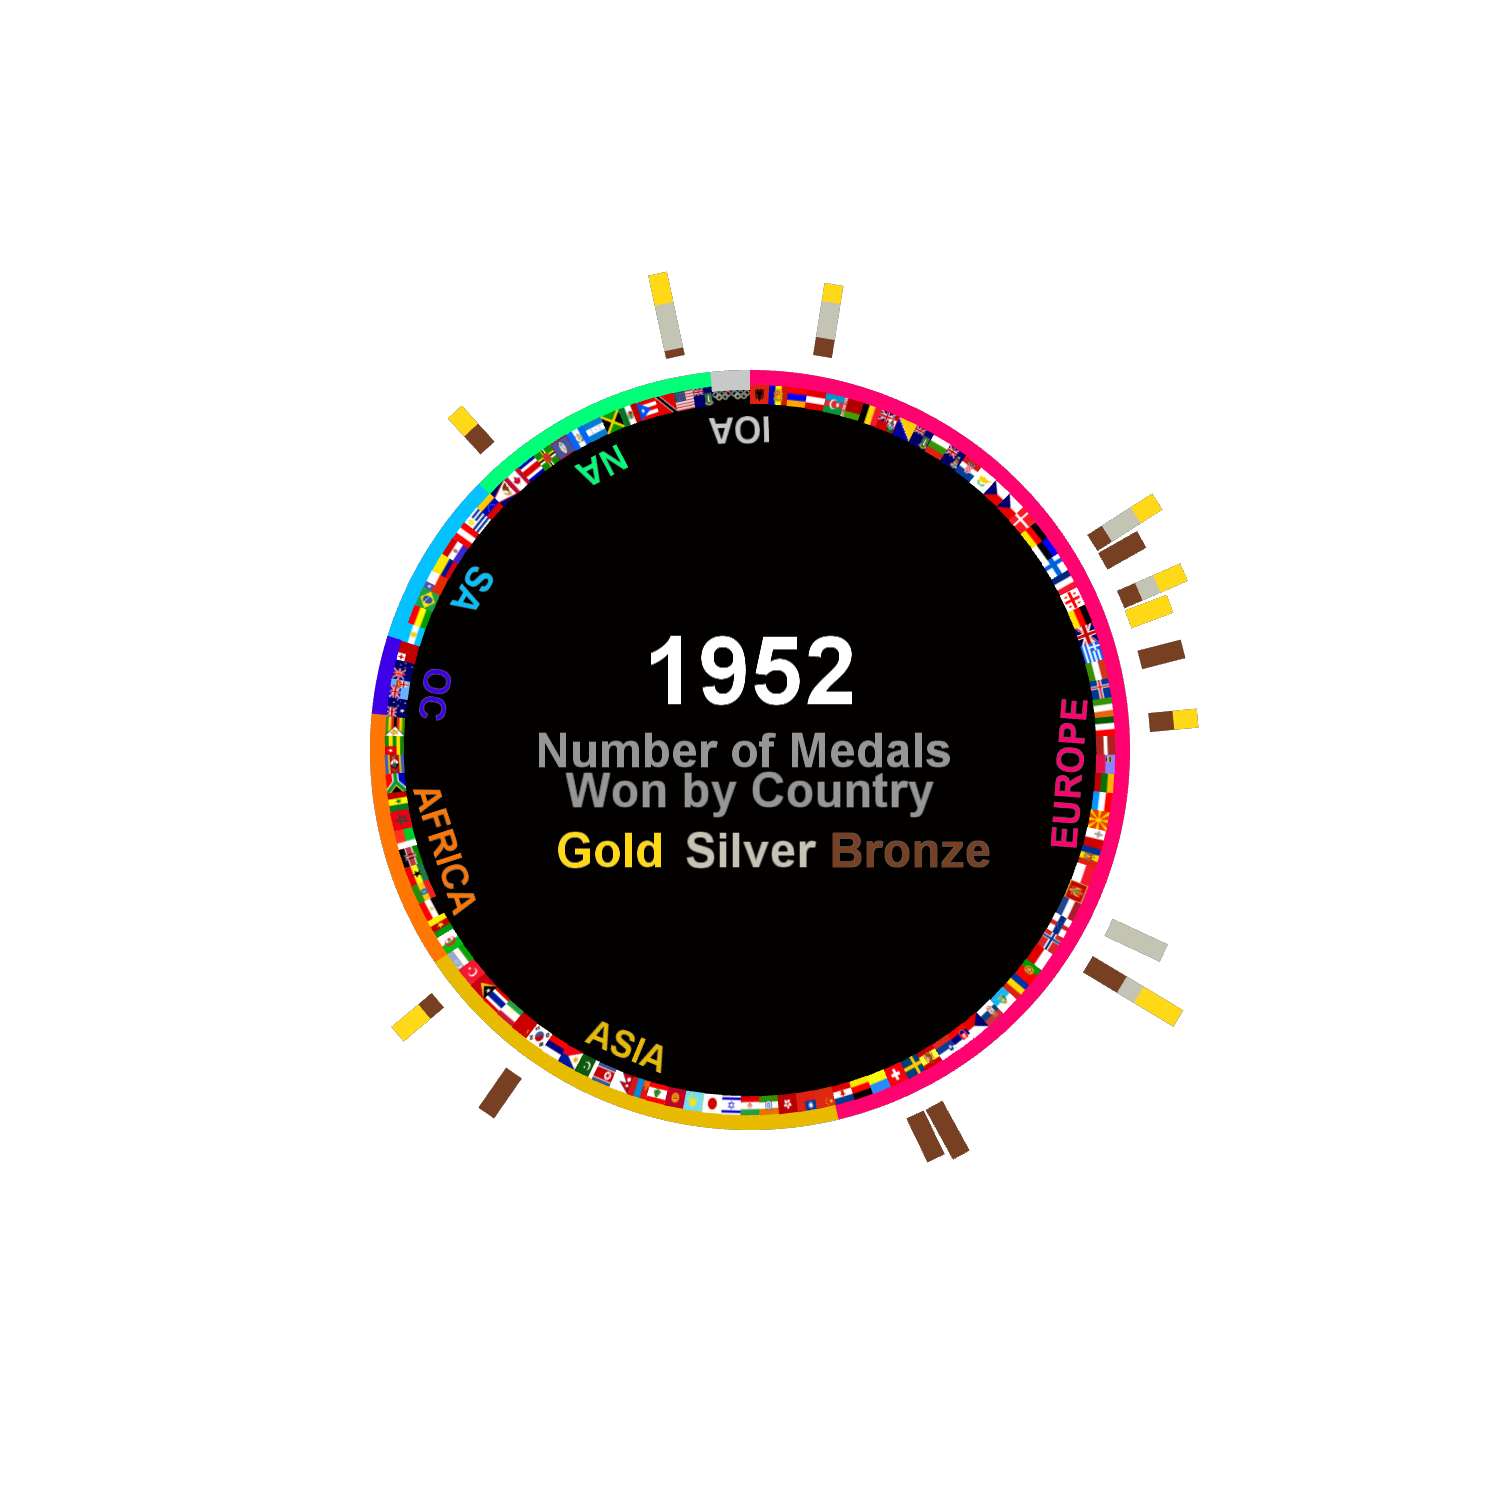 IOA
NA
SA
OC
1952
Number of Medals
Won by Country
Gold Silver Bronze
EUROPE
AFRICA
ASIA